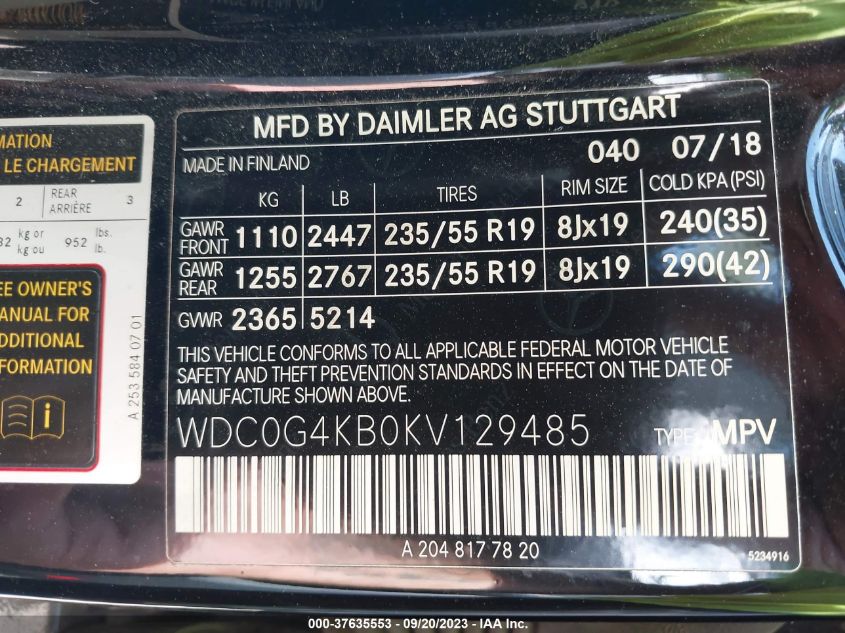 MATION
LE CHARGEMENT
2 REAR ARRIÈRE 3
kg or kg ou 952 lbs. lb.
EE OWNER'S
ANUAL FOR
DDITIONAL
FORMATION
A 253 584 07 01
MFD BY DAIMLER AG STUTTGART
MADE IN FINLAND 040 07/18
KG LB TIRES RIM SIZE COLD KPA(PSI)
GAWR FRONT 1110 2447 235/55 R19 8Jx19 240(35)
GAWR REAR 1255 2767 235/55 R19 8Jx19 290(42)
GVWR 2365 5214
THIS VEHICLE CONFORMS TO ALL APPLICABLE FEDERAL MOTOR VEHICLE
SAFETY AND THEFT PREVENTION STANDARDS IN EFFECT ON THE DATE OF
MANUFACTURE SHOWN ABOVE.
WDC0G4KB0KV129485 TYPE: MPV
A 204 817 78 20
5234916
000-37635553 - 09/20/2023 - IAA Inc.